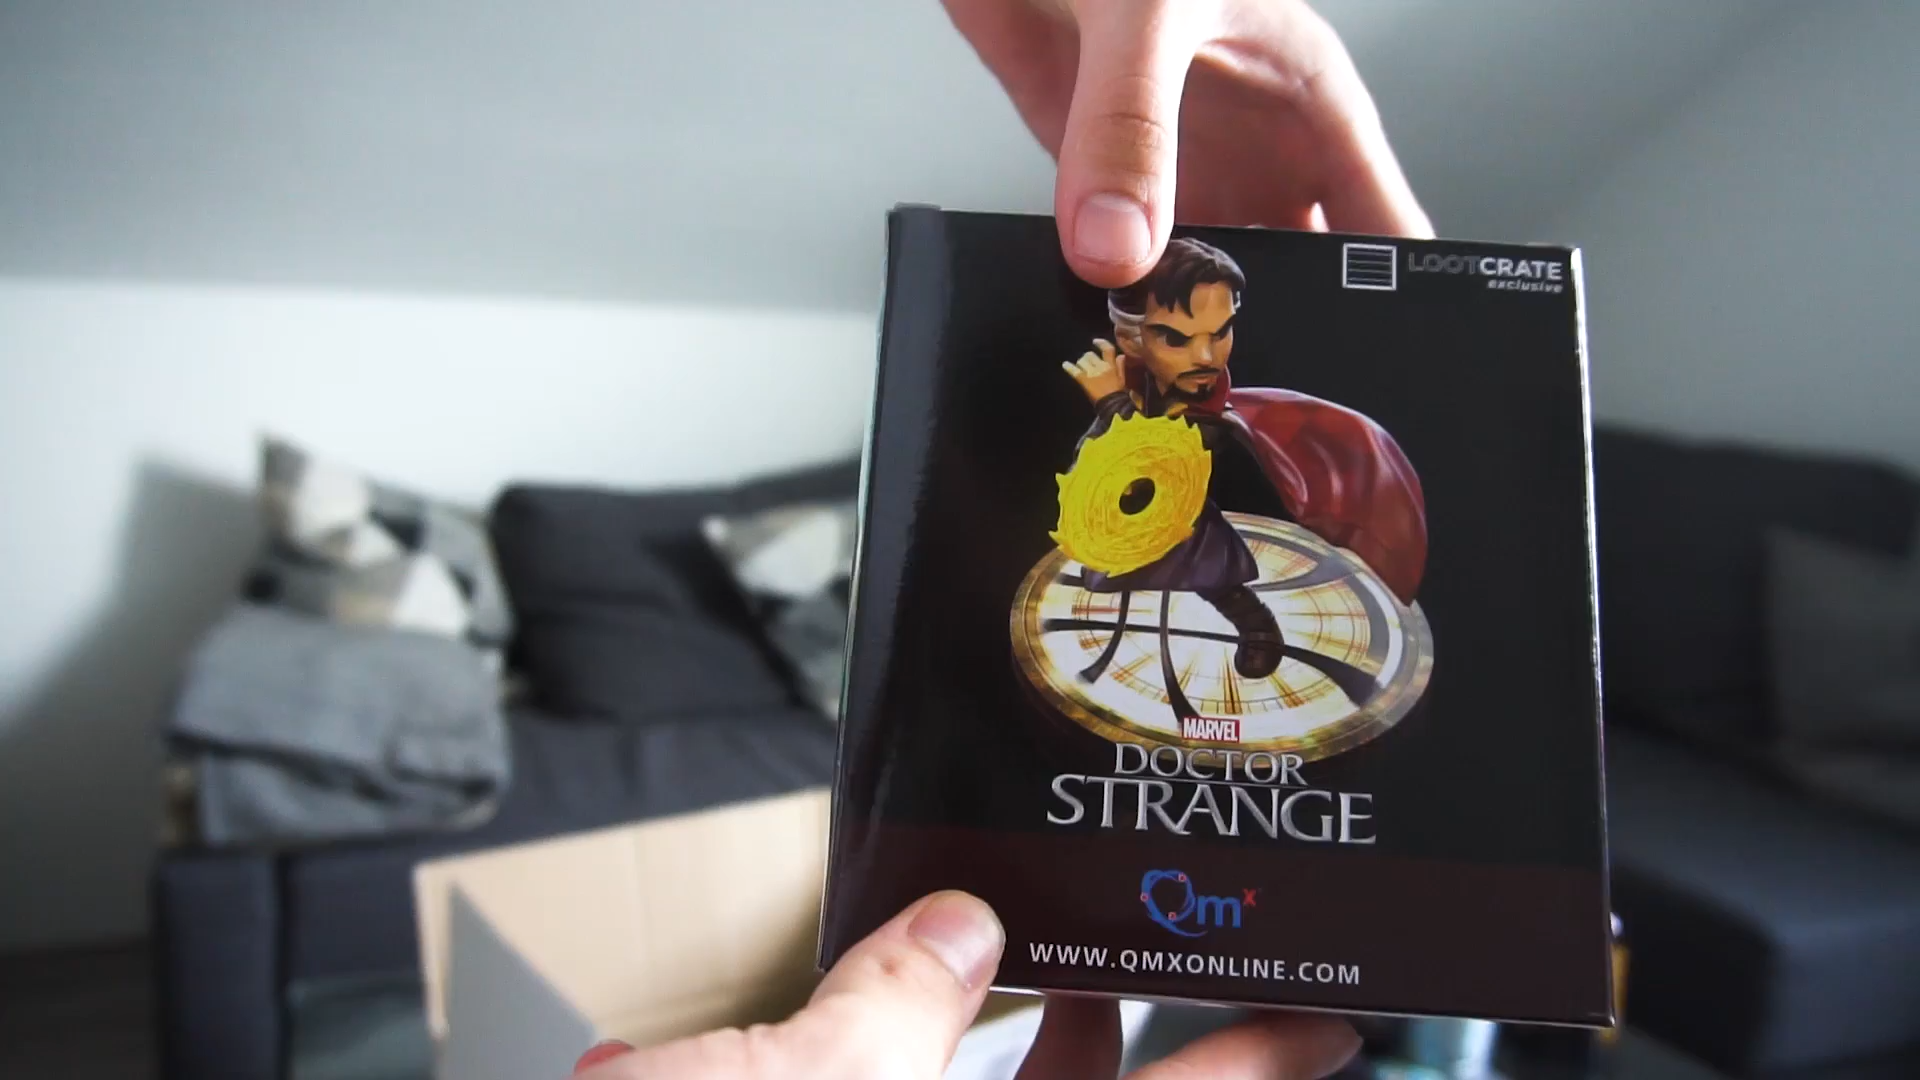 LOOTCRATE
exclusive
MARVEL
DOCTOR
STRANGE
Qmx
WWW.QMXONLINE.COM